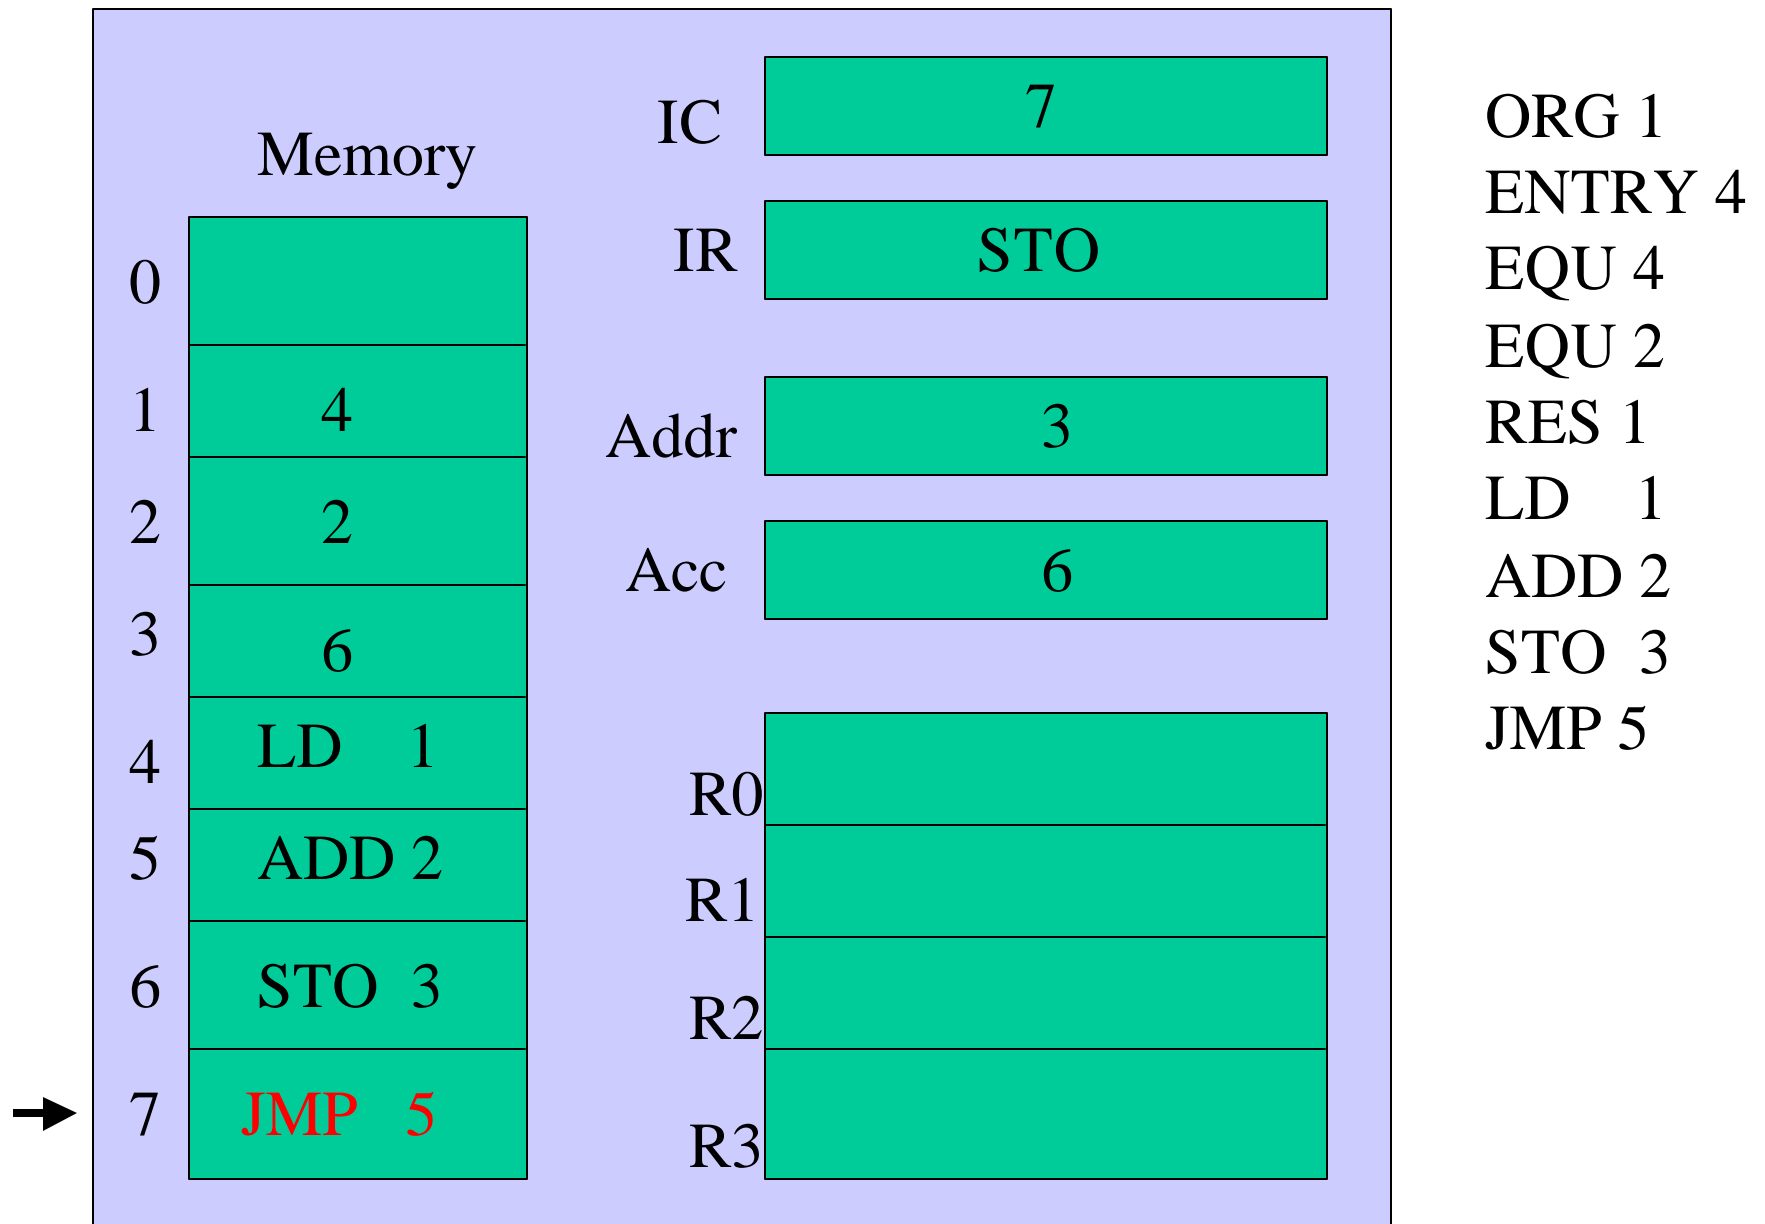 Memory
0
1 4
2 2
3 6
4 LD 1
5 ADD 2
6 STO 3
7 JMP 5
IC 7
IR STO
Addr 3
Acc 6
R0
R1
R2
R3
ORG 1
ENTRY 4
EQU 4
EQU 2
RES 1
LD 1
ADD 2
STO 3
JMP 5